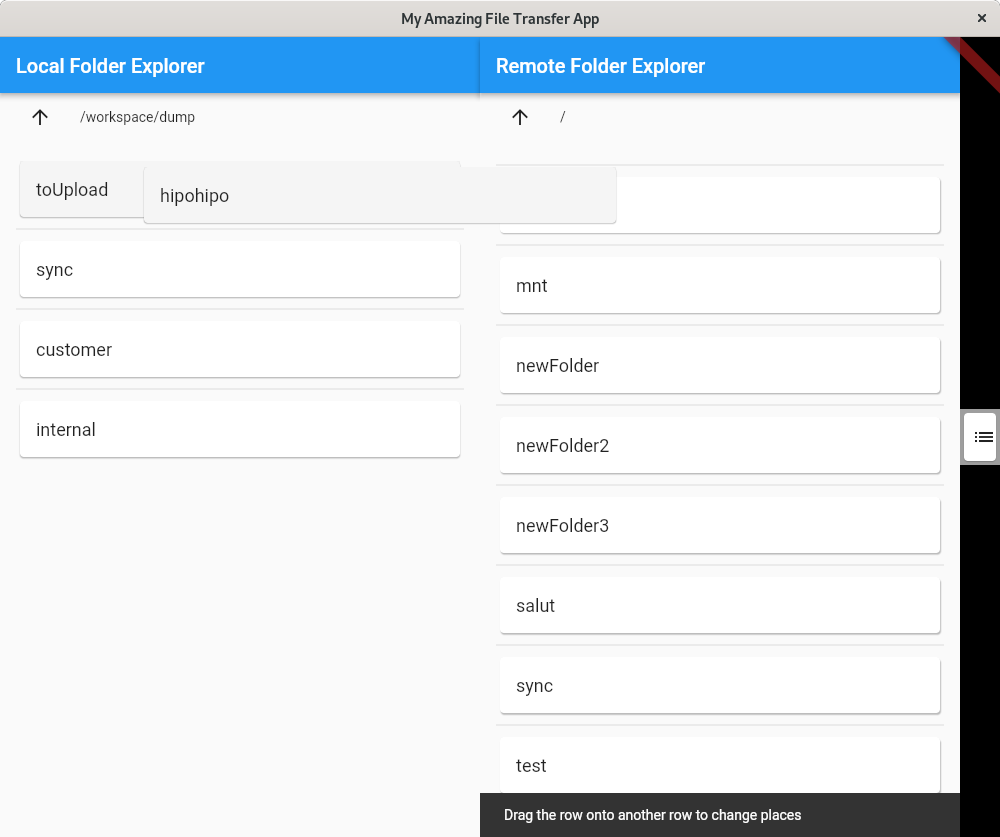 My Amazing File Transfer App
Local Folder Explorer
/workspace/dump
toUpload
hipohipo
sync
customer
internal
Remote Folder Explorer
/
mnt
newFolder
newFolder2
newFolder3
salut
sync
test
Drag the row onto another row to change places